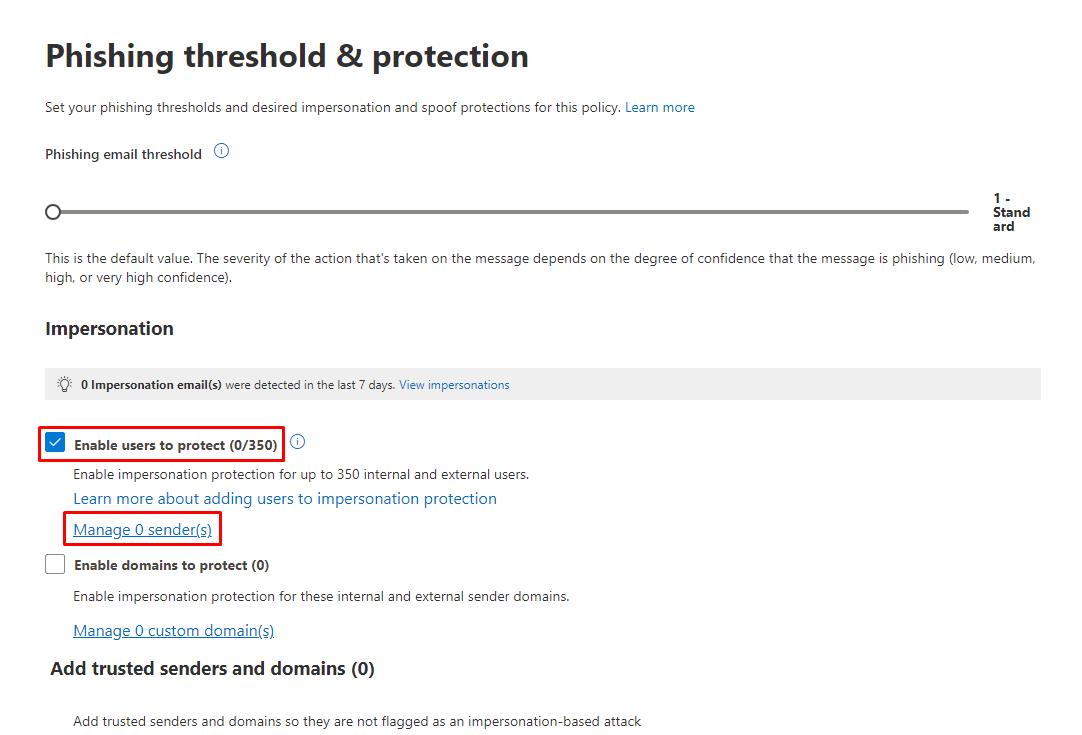 Phishing threshold & protection
Set your phishing thresholds and desired impersonation and spoof protections for this policy. Learn more
Phishing email threshold
1 -
Stand
ard
This is the default value. The severity of the action that's taken on the message depends on the degree of confidence that the message is phishing (low, medium,
high, or very high confidence).
Impersonation
0 Impersonation email(s) were detected in the last 7 days. View impersonations
Enable users to protect (0/350)
Enable impersonation protection for up to 350 internal and external users.
Learn more about adding users to impersonation protection
Manage 0 sender(s)
Enable domains to protect (0)
Enable impersonation protection for these internal and external sender domains.
Manage 0 custom domain(s)
Add trusted senders and domains (0)
Add trusted senders and domains so they are not flagged as an impersonation-based attack